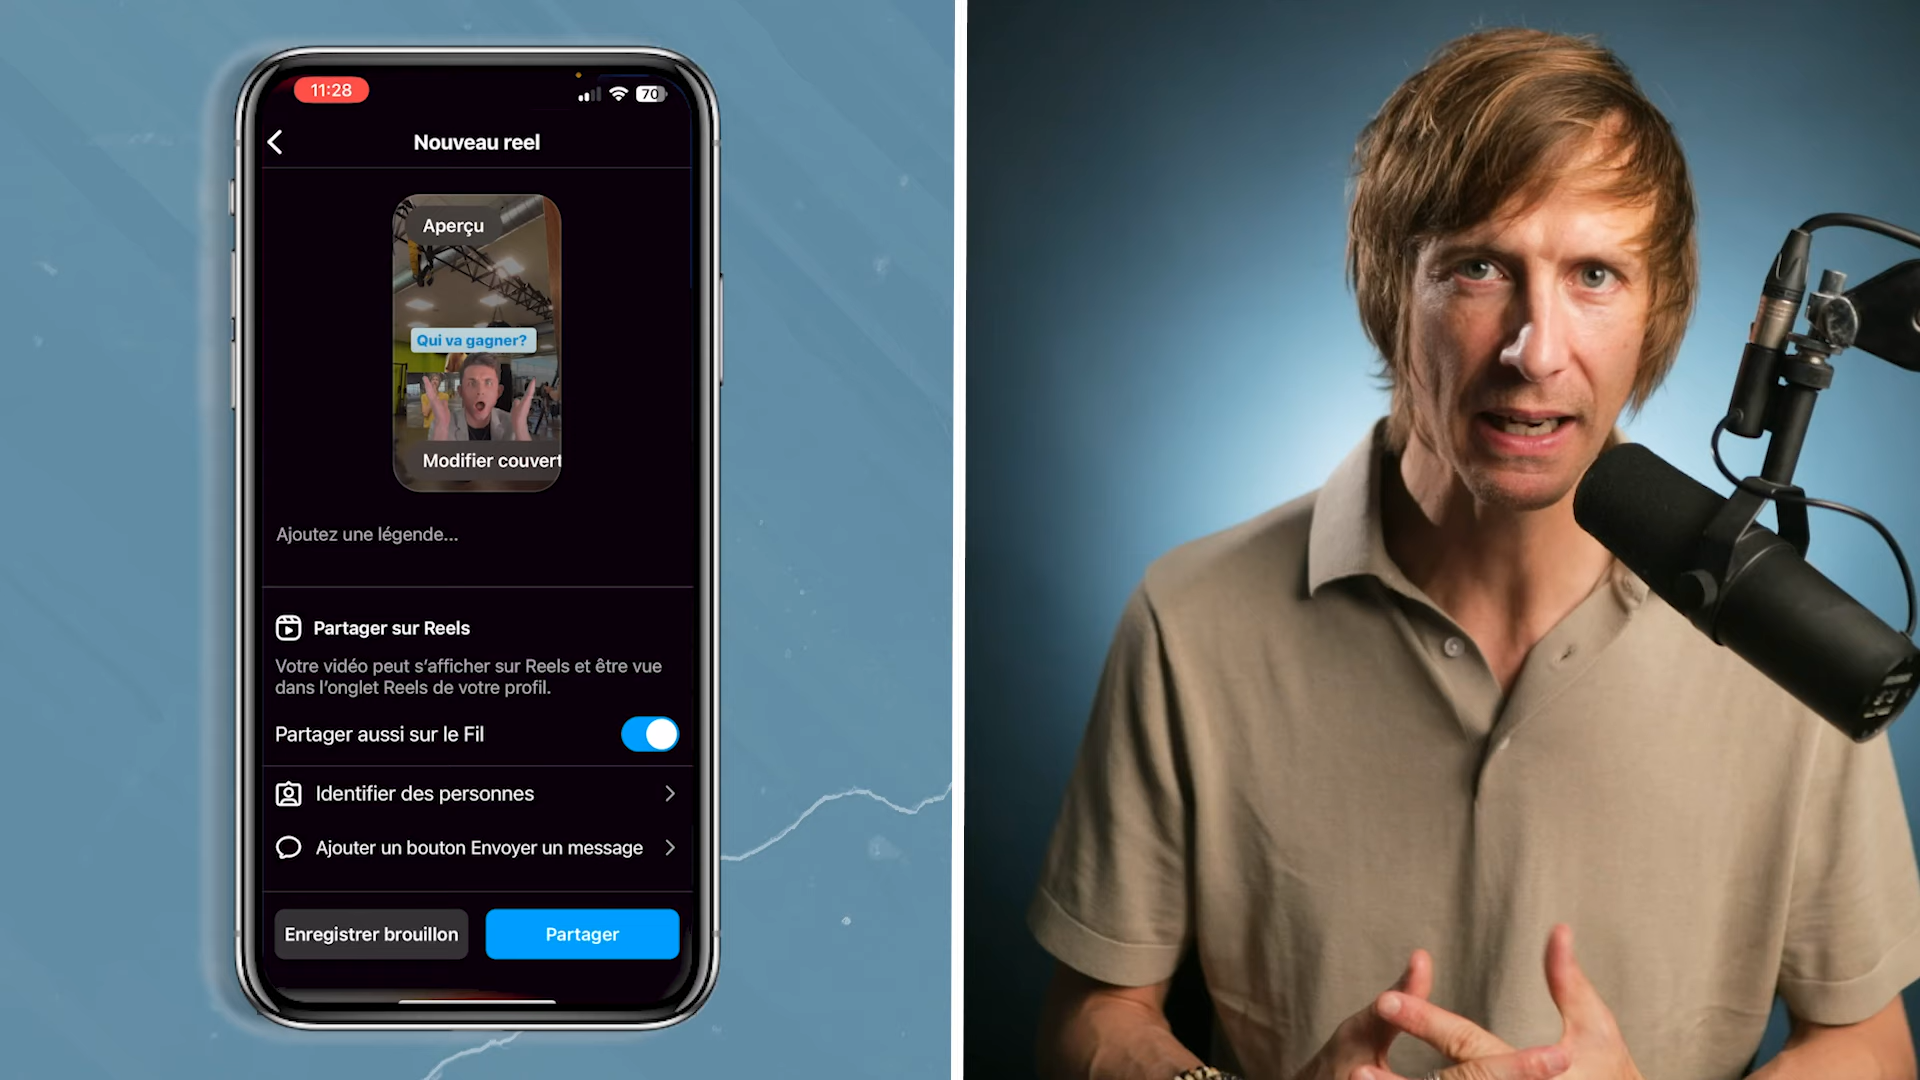 11:28
70
Nouveau reel
Aperçu
Qui va gagner?
Modifier couvert
Ajoutez une légende...
Partager sur Reels
Votre vidéo peut s'afficher sur Reels et être vue
dans l'onglet Reels de votre profil.
Partager aussi sur le Fil
Identifier des personnes
Ajouter un bouton Envoyer un message
Enregistrer brouillon
Partager